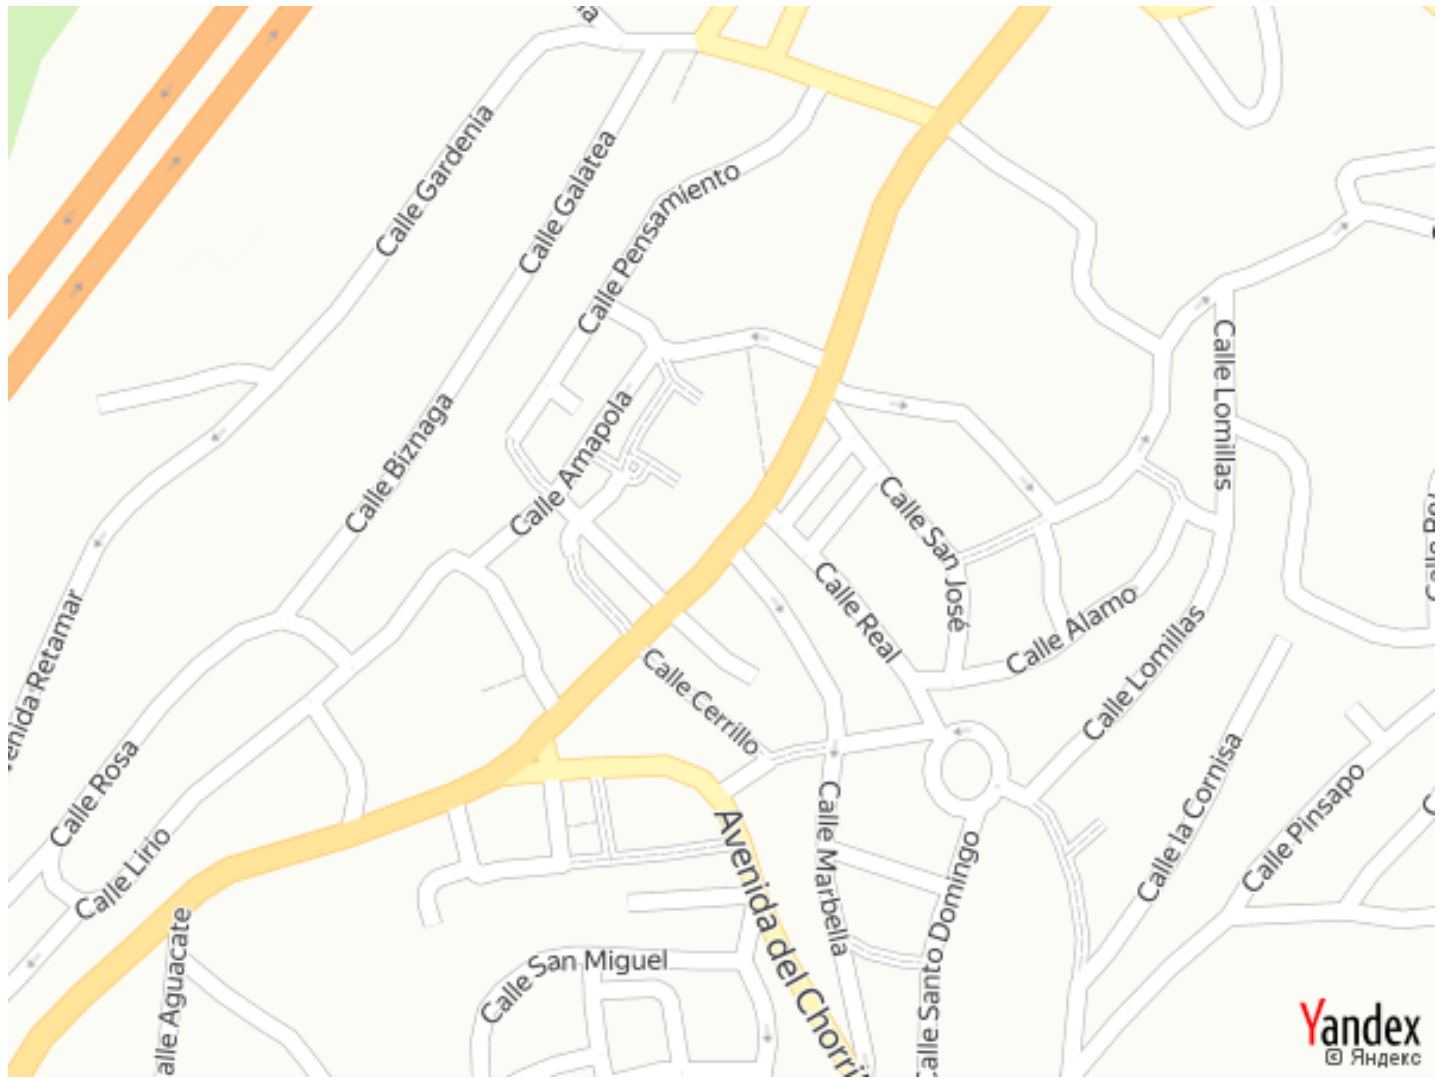 Calle Gardenia
Calle Galatea
Calle Pensamiento
Calle Lomillas
Calle Biznaga
Calle Amapola
Calle San José
Calle Real
Calle Alamo
Calle Lomillas
Calle Cerrillo
Calle Rosa
Calle Lirio
Calle Marbella
Calle la Cornisa
Calle Pinsapo
Avenida del Chorri
Calle San Miguel
Yandex
© Яндекс
enida Retamar
alle Aguacate
alle Santo Domingo